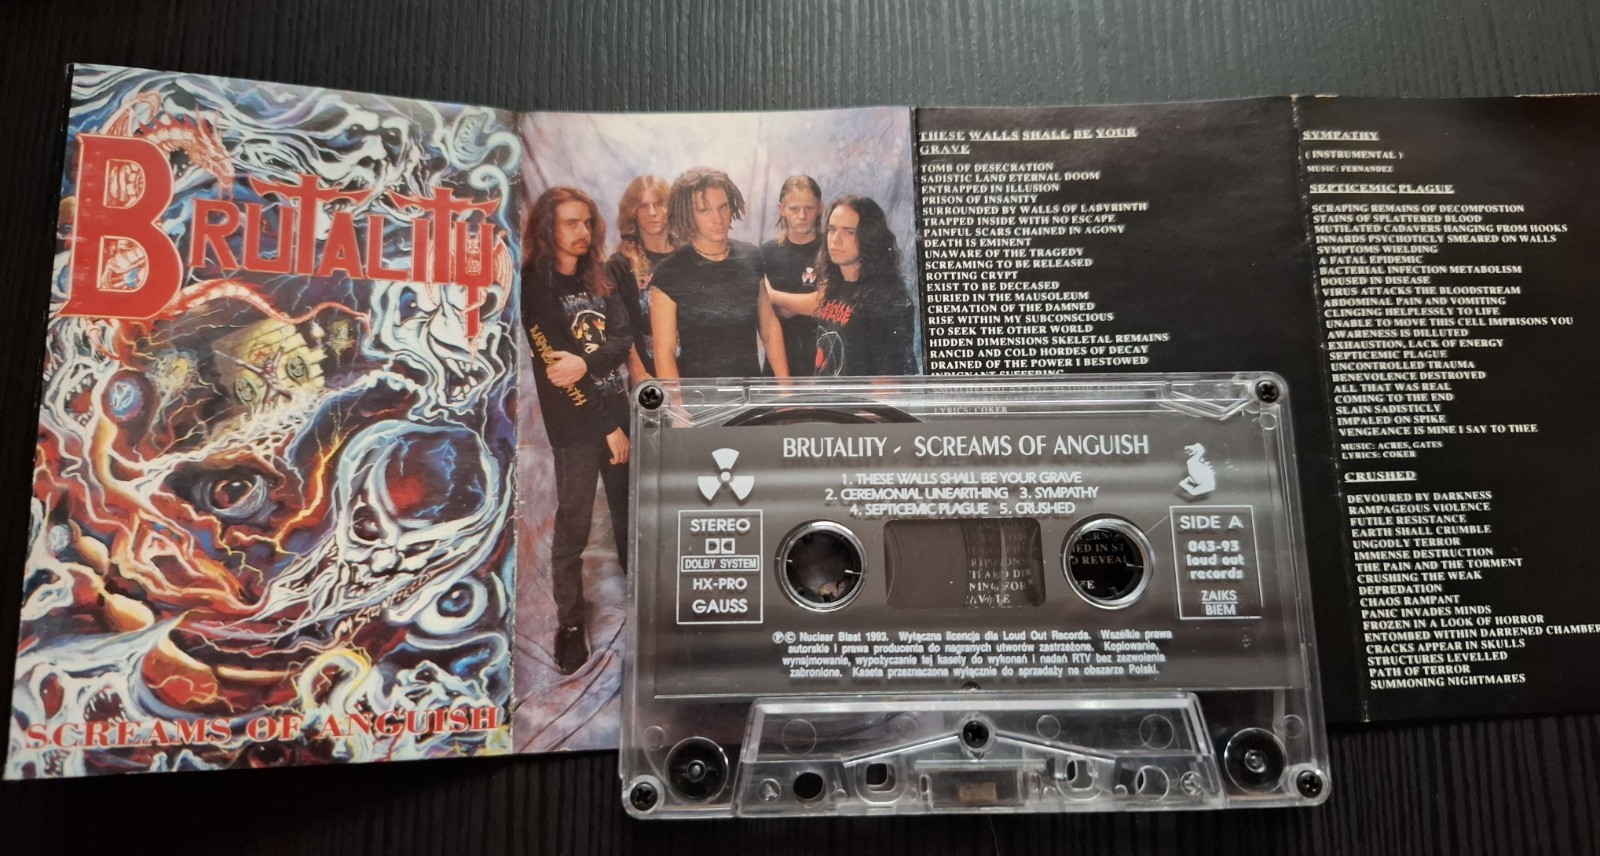 BRUTALITY
M STANFIELD
SCREAMS OF ANGUISH
THESE WALLS SHALL BE YOUR
GRAVE
TOMB OF DESECRATION
SADISTIC LAND ETERNAL DOOM
ENTRAPPED IN ILLUSION
PRISON OF INSANITY
SURROUNDED BY WALLS OF LABYRINTH
TRAPPED INSIDE WITH NO ESCAPE
PAINFUL SCARS CHAINED IN AGONY
DEATH IS EMINENT
UNAWARE OF THE TRAGEDY
SCREAMING TO BE RELEASED
ROTTING CRYPT
EXIST TO BE DECEASED
BURIED IN THE MAUSOLEUM
CREMATION OF THE DAMNED
RISE WITHIN MY SUBCONSCIOUS
TO SEEK THE OTHER WORLD
HIDDEN DIMENSIONS SKELETAL REMAINS
RANCID AND COLD HORDES OF DECAY
DRAINED OF THE POWER I BESTOWED
INDIGNANT SUFFERING
LYRICS: COKER
SYMPATHY
( INSTRUMENTAL )
MUSIC: FERNANDEZ
SEPTICEMIC PLAGUE
SCRAPING REMAINS OF DECOMPOSTION
STAINS OF SPLATTERED BLOOD
MUTILATED CADAVERS HANGING FROM HOOKS
INNARDS PSYCHOTICLY SMEARED ON WALLS
SYMPTOMS WIELDING
A FATAL EPIDEMIC
BACTERIAL INFECTION METABOLISM
DOUSED IN DISEASE
VIRUS ATTACKS THE BLOODSTREAM
ABDOMINAL PAIN AND VOMITING
CLINGING HELPLESSLY TO LIFE
UNABLE TO MOVE THIS CELL IMPRISONS YOU
AWARENESS IS DILLUTED
EXHAUSTION, LACK OF ENERGY
SEPTICEMIC PLAGUE
UNCONTROLLED TRAUMA
BENEVOLENCE DESTROYED
ALL THAT WAS REAL
COMING TO THE END
SLAIN SADISTICLY
IMPALED ON SPIKE
VENGEANCE IS MINE I SAY TO THEE
MUSIC: ACRES, GATES
LYRICS: COKER
CRUSHED
DEVOURED BY DARKNESS
RAMPAGEOUS VIOLENCE
FUTILE RESISTANCE
EARTH SHALL CRUMBLE
UNGODLY TERROR
IMMENSE DESTRUCTION
THE PAIN AND THE TORMENT
CRUSHING THE WEAK
DEPREDATION
CHAOS RAMPANT
PANIC INVADES MINDS
FROZEN IN A LOOK OF HORROR
ENTOMBED WITHIN DARRENED CHAMBER
CRACKS APPEAR IN SKULLS
STRUCTURES LEVELLED
PATH OF TERROR
SUMMONING NIGHTMARES
BRUTALITY - SCREAMS OF ANGUISH
1. THESE WALLS SHALL BE YOUR GRAVE
2. CEREMONIAL UNEARTHING 3. SYMPATHY
4. SEPTICEMIC PLAGUE 5. CRUSHED
STEREO
DOLBY SYSTEM
HX-PRO
GAUSS
SIDE A
043-93
loud out
records
ZAIKS
BIEM
℗© Nuclear Blast 1993. Wyłączna licencja dla Loud Out Records. Wszelkie prawa
autorskie i prawa producenta do nagranych utworów zastrzeżone. Kopiowanie,
wynajmowanie, wypożyczanie tej kasety do wykonań i nadań RTV bez zezwolenia
zabronione. Kaseta przeznaczona wyłącznie do sprzedaży na obszarze Polski.
A